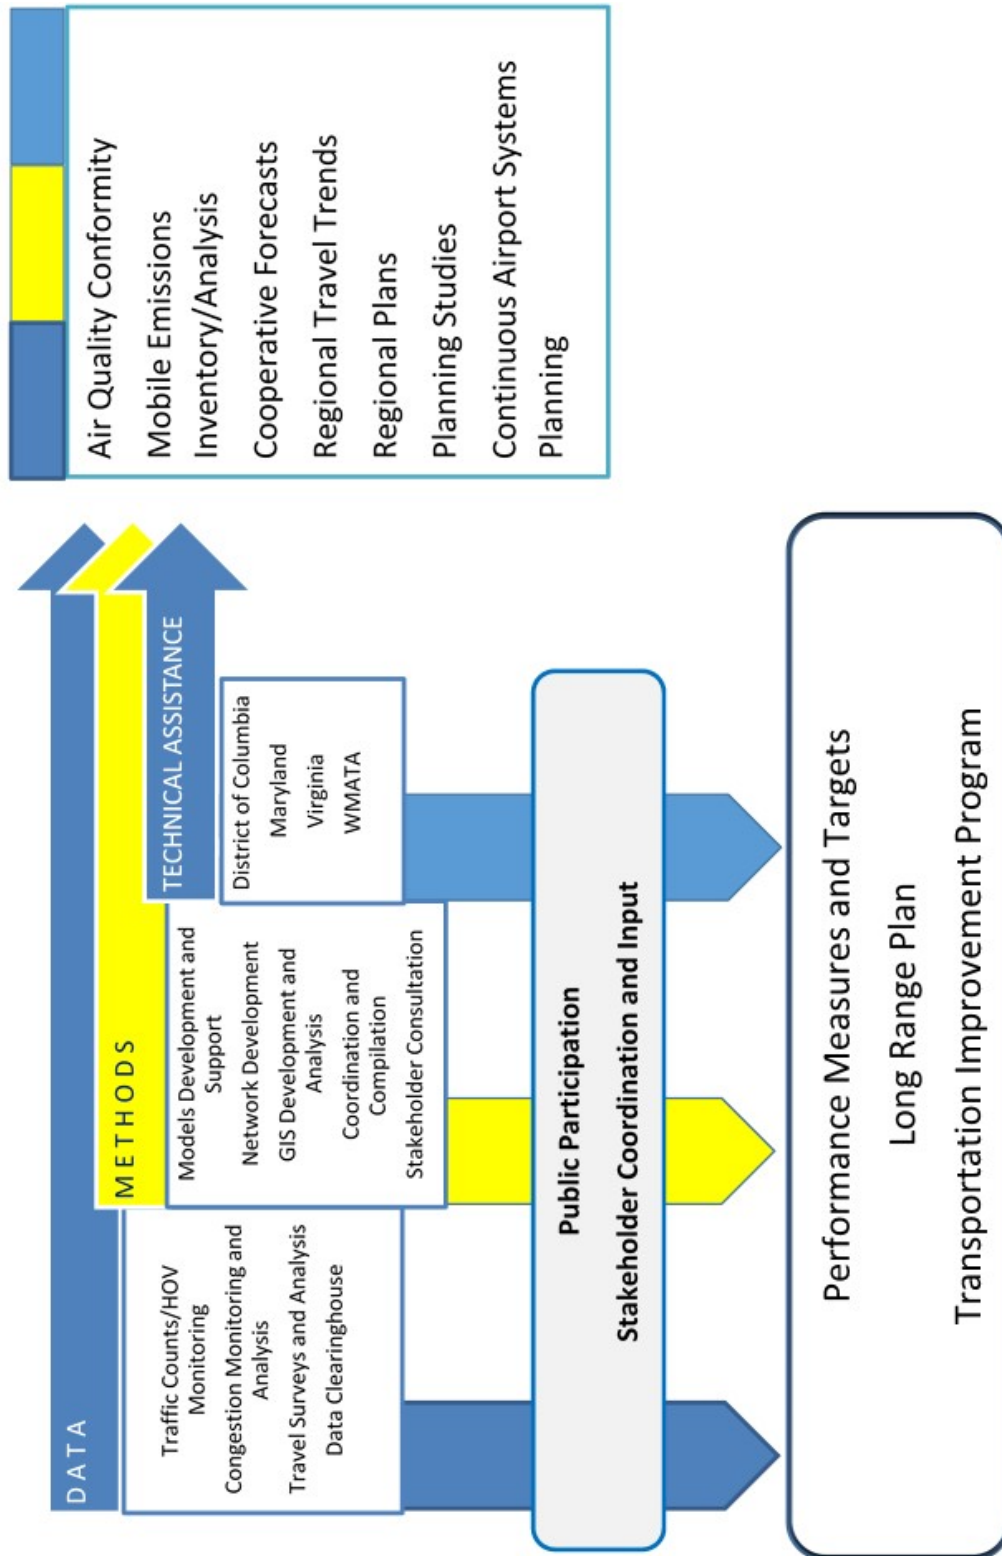 DATA
Traffic Counts/HOV
Monitoring
Congestion Monitoring and
Analysis
Travel Surveys and Analysis
Data Clearinghouse
METHODS
Models Development and
Support
Network Development
GIS Development and
Analysis
Coordination and
Compilation
Stakeholder Consultation
TECHNICAL ASSISTANCE
District of Columbia
Maryland
Virginia
WMATA
Air Quality Conformity
Mobile Emissions
Inventory/Analysis
Cooperative Forecasts
Regional Travel Trends
Regional Plans
Planning Studies
Continuous Airport Systems
Planning
Public Participation
Stakeholder Coordination and Input
Performance Measures and Targets
Long Range Plan
Transportation Improvement Program